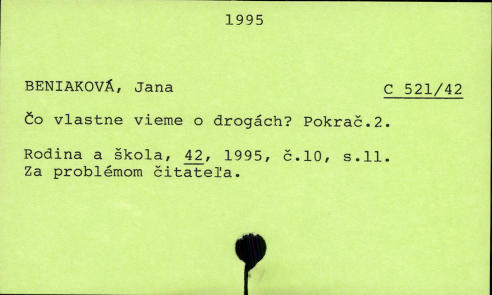 1995
BENIAKOVÁ, Jana C 521/42
Čo vlastne vieme o drogách? Pokrač.2.
Rodina a škola, 42, 1995, č.10, s.11.
Za problémom čitateľa.